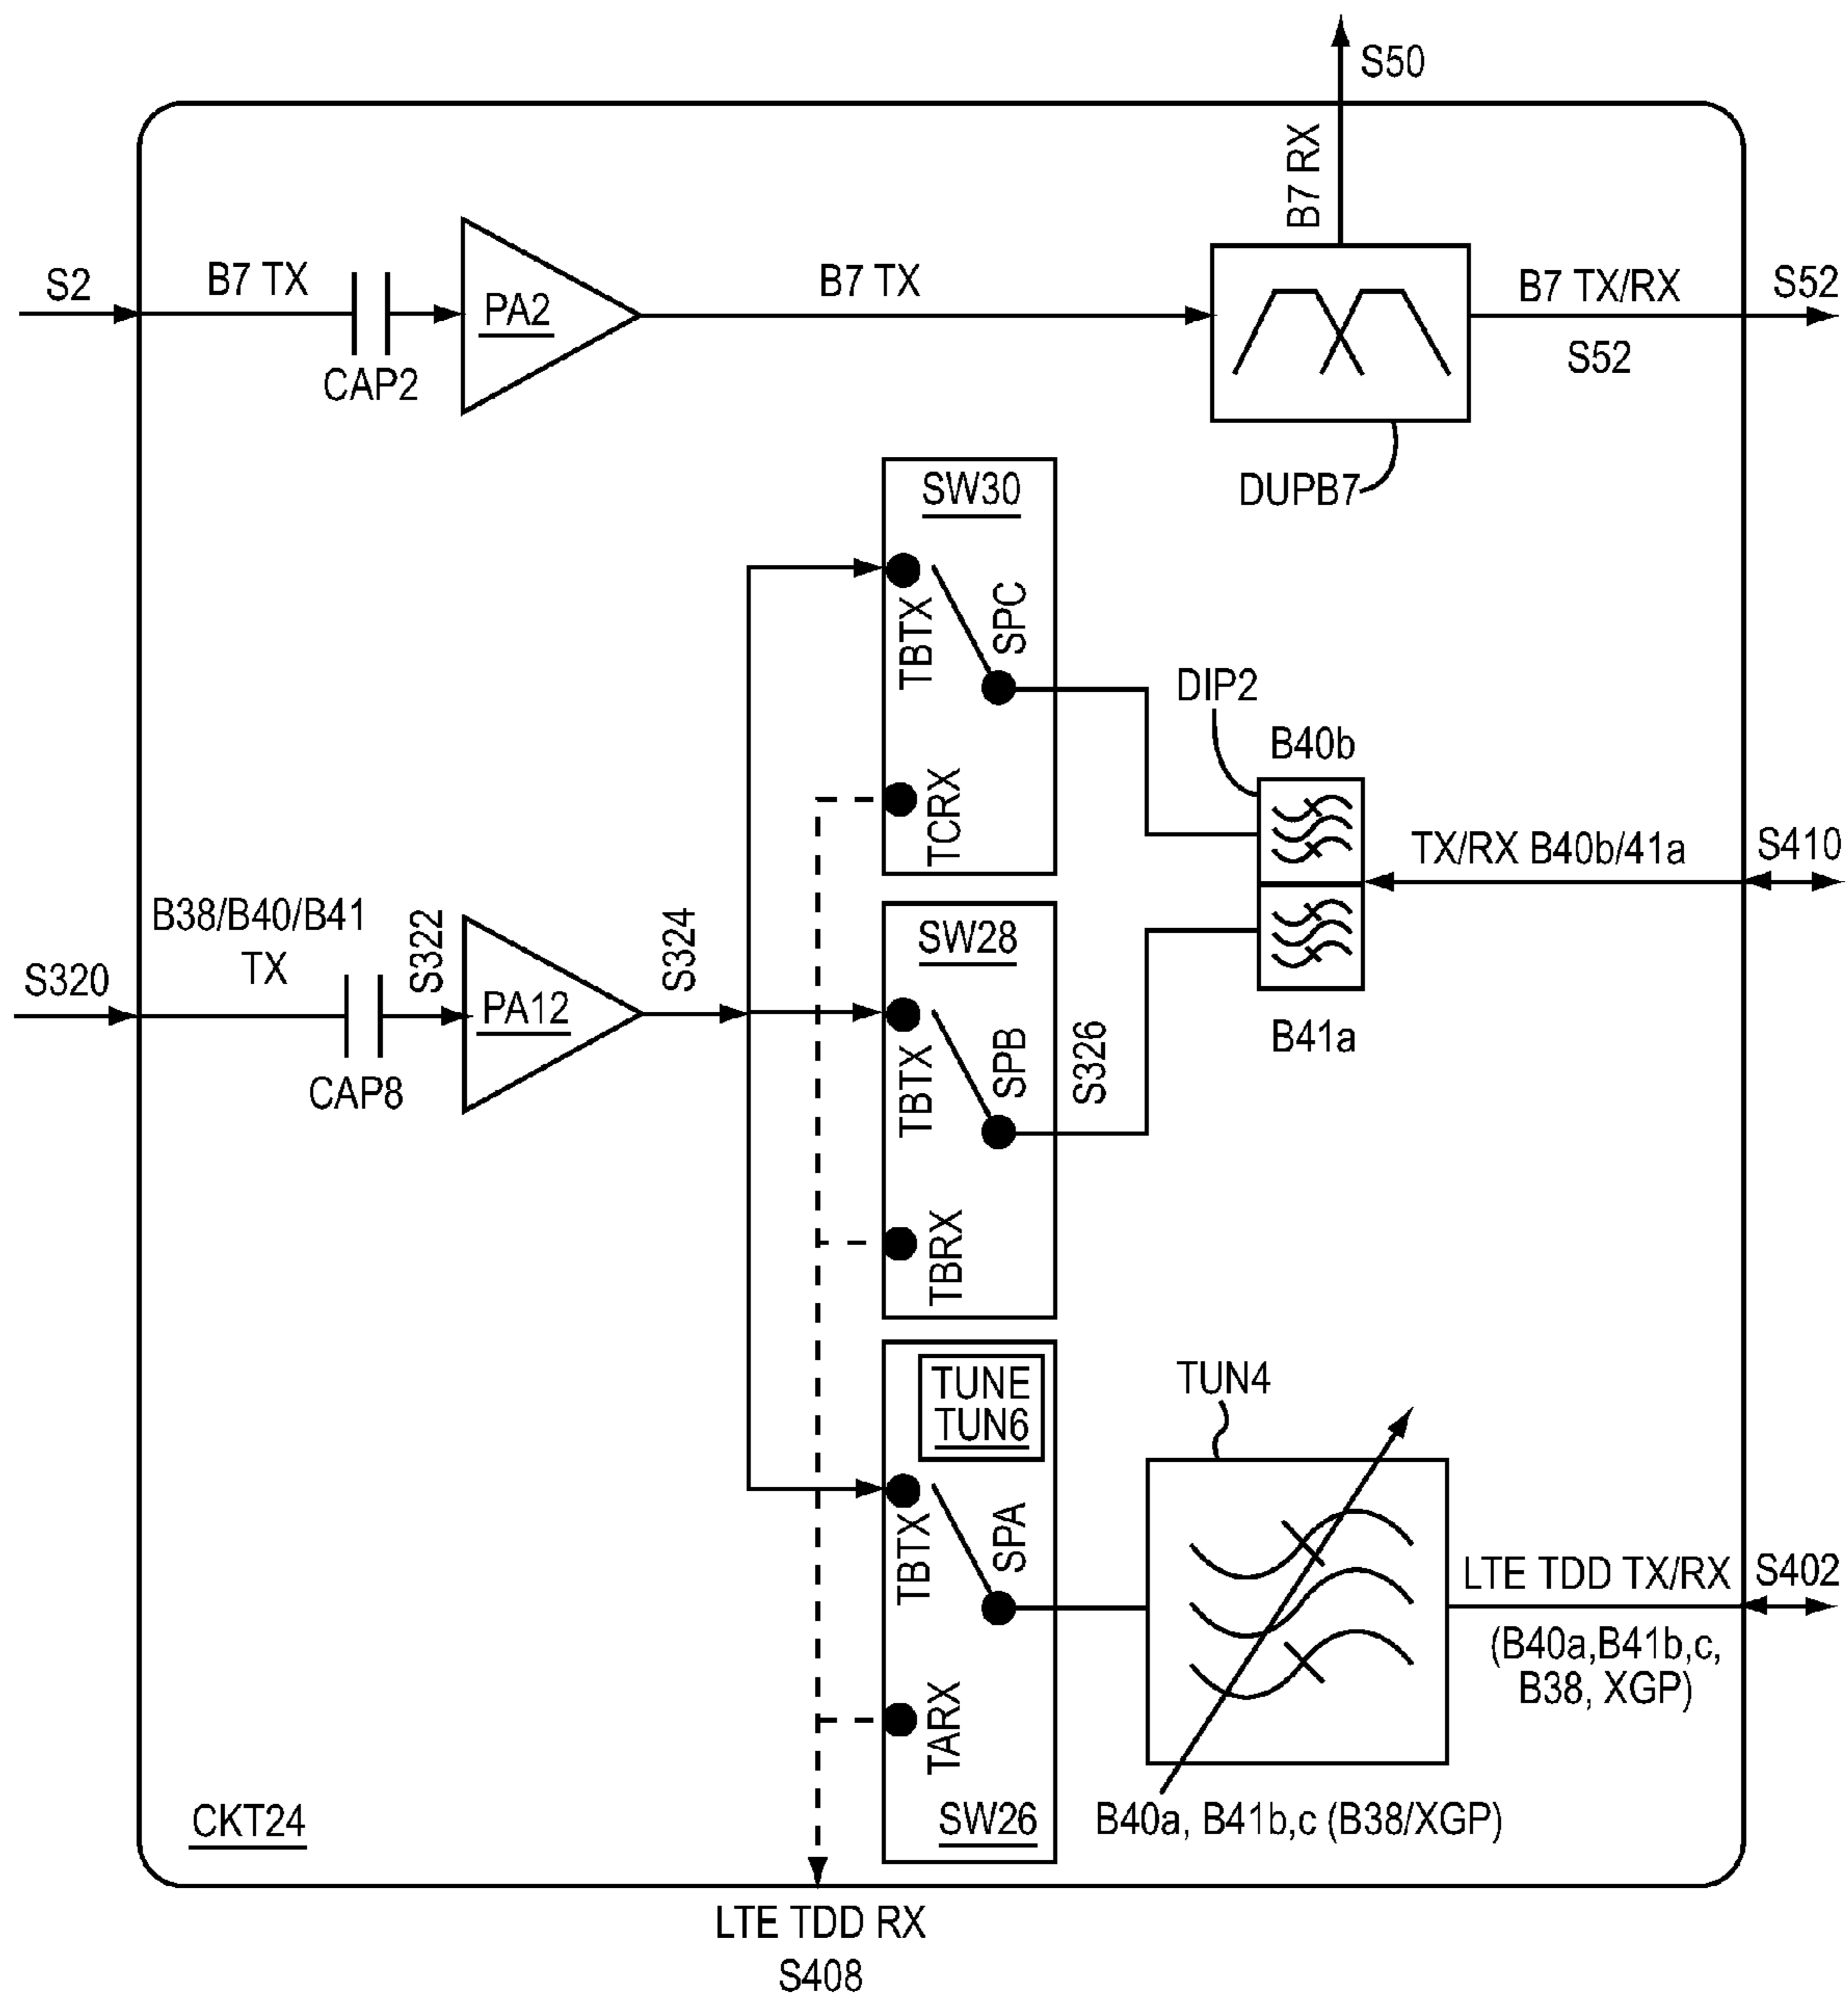 S50
B7 RX
S2
B7 TX
PA2
CAP2
B7 TX
B7 TX/RX
S52
S52
DUPB7
SW30
TBTX
SPC
TCRX
DIP2
B40b
B41a
TX/RX B40b/41a
S410
B38/B40/B41
TX
S320
S322
CAP8
PA12
S324
SW28
TBTX
SPB
TBRX
S326
TUNE
TUN6
TBTX
SPA
TARX
SW26
TUN4
LTE TDD TX/RX
S402
(B40a,B41b,c,
B38, XGP)
B40a, B41b,c (B38/XGP)
CKT24
LTE TDD RX
S408